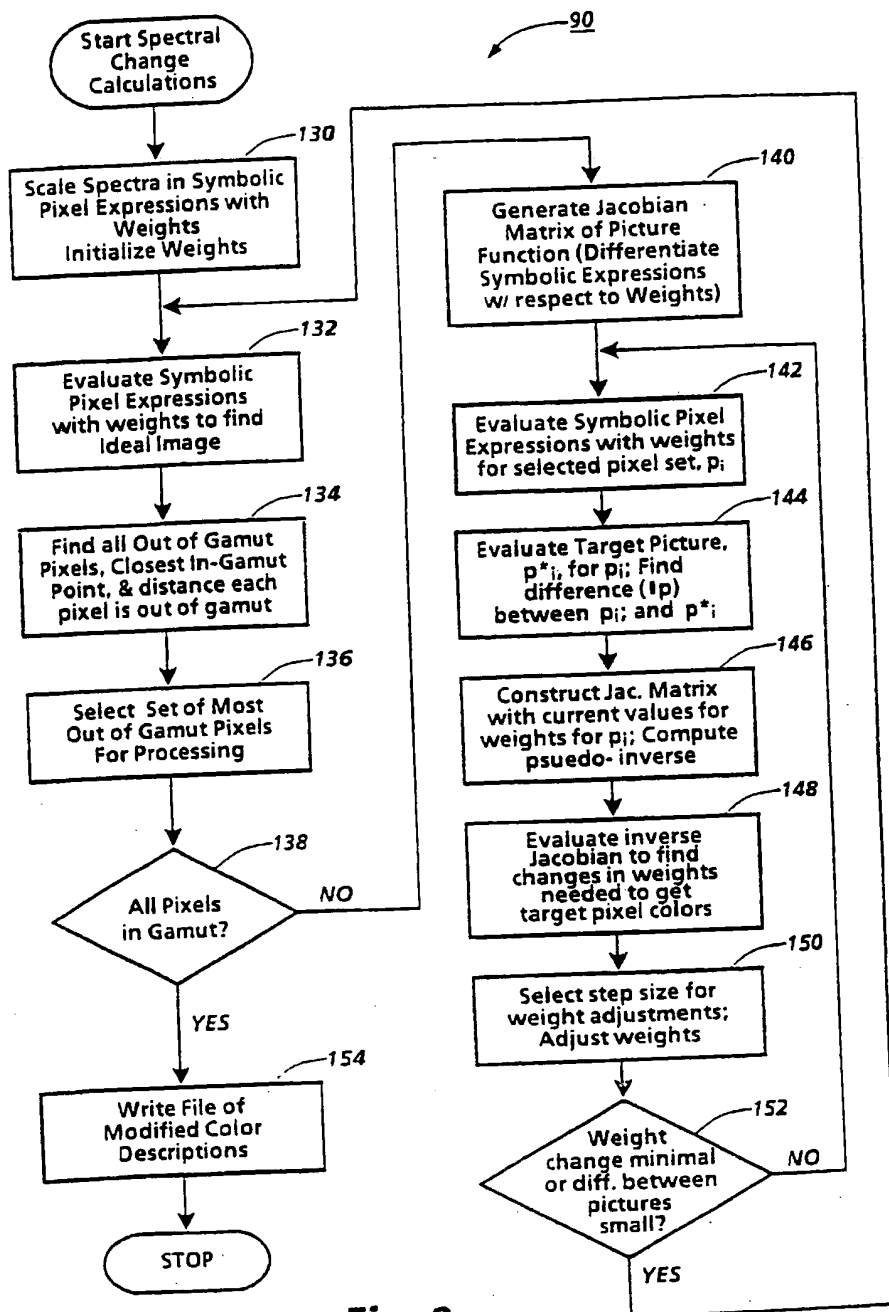 90
Start Spectral
Change
Calculations
130
Scale Spectra in Symbolic
Pixel Expressions with
Weights
Initialize Weights
132
Evaluate Symbolic
Pixel Expressions
with weights to find
Ideal Image
134
Find all Out of Gamut
Pixels, Closest In-Gamut
Point, & distance each
pixel is out of gamut
136
Select Set of Most
Out of Gamut Pixels
For Processing
138
All Pixels
in Gamut?
NO
YES
154
Write File of
Modified Color
Descriptions
STOP
140
Generate Jacobian
Matrix of Picture
Function (Differentiate
Symbolic Expressions
w/ respect to Weights)
142
Evaluate Symbolic Pixel
Expressions with weights
for selected pixel set, pi
144
Evaluate Target Picture,
p*i, for pi; Find
difference (p)
between pi; and p*i
146
Construct Jac. Matrix
with current values for
weights for pi; Compute
psuedo- inverse
148
Evaluate inverse
Jacobian to find
changes in weights
needed to get
target pixel colors
150
Select step size for
weight adjustments;
Adjust weights
152
Weight
change minimal
or diff. between
pictures
small?
NO
YES